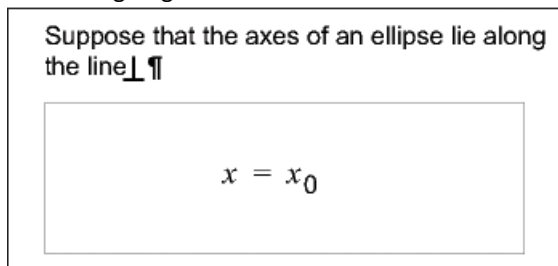 Suppose that the axes of an ellipse lie along
the line⊥ ¶
x = x₀